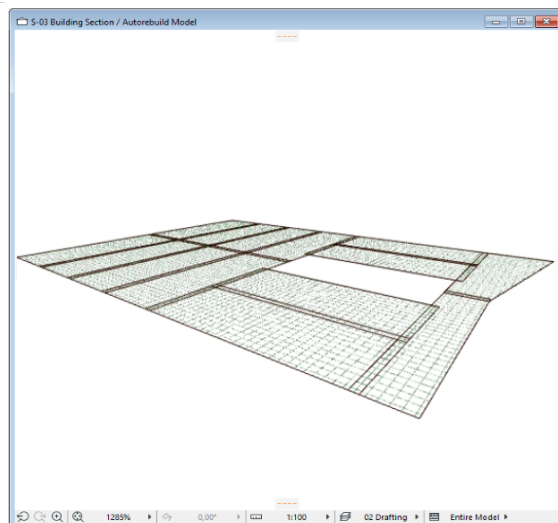 S-03 Building Section / Autorebuild Model
1285% 0,00° 1:100 02 Drafting Entire Model